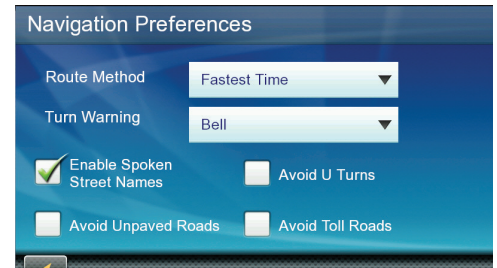 Navigation Preferences
Route Method Fastest Time
Turn Warning Bell
Enable Spoken
Street Names
Avoid U Turns
Avoid Unpaved Roads Avoid Toll Roads